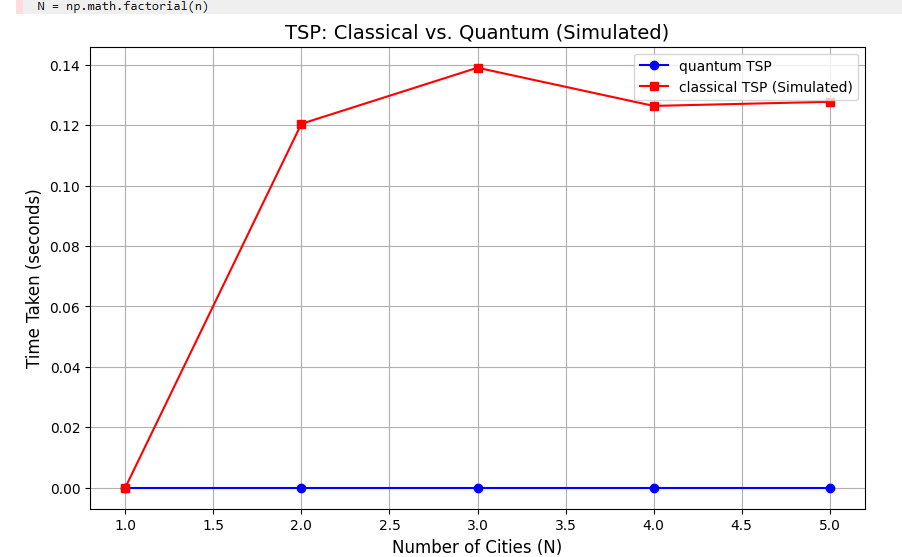 N = np.math.factorial(n)
TSP: Classical vs. Quantum (Simulated)
quantum TSP
classical TSP (Simulated)
Time Taken (seconds)
0.14
0.12
0.10
0.08
0.06
0.04
0.02
0.00
1.0 1.5 2.0 2.5 3.0 3.5 4.0 4.5 5.0
Number of Cities (N)